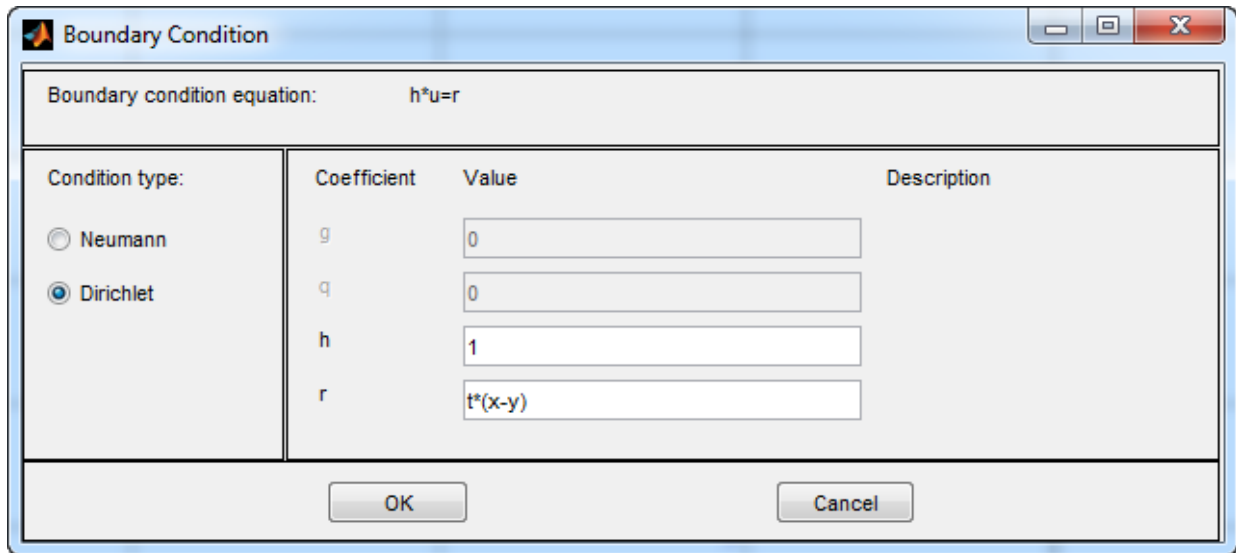 Boundary Condition
Boundary condition equation: h*u=r
Condition type:
Neumann
Dirichlet
Coefficient Value Description
g 0
q 0
h 1
r t*(x-y)
OK Cancel